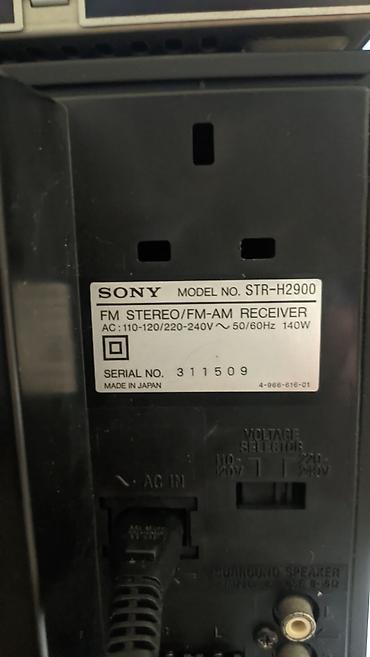 SONY MODEL NO. STR-H2900
FM STEREO/FM-AM RECEIVER
AC: 110-120/220-240V ~ 50/60Hz 140W
SERIAL NO. 311509
MADE IN JAPAN 4-966-616-01
VOLTAGE
SELECTOR
110-
120V
220-
240V
~ AC IN
SURROUND SPEAKER
L